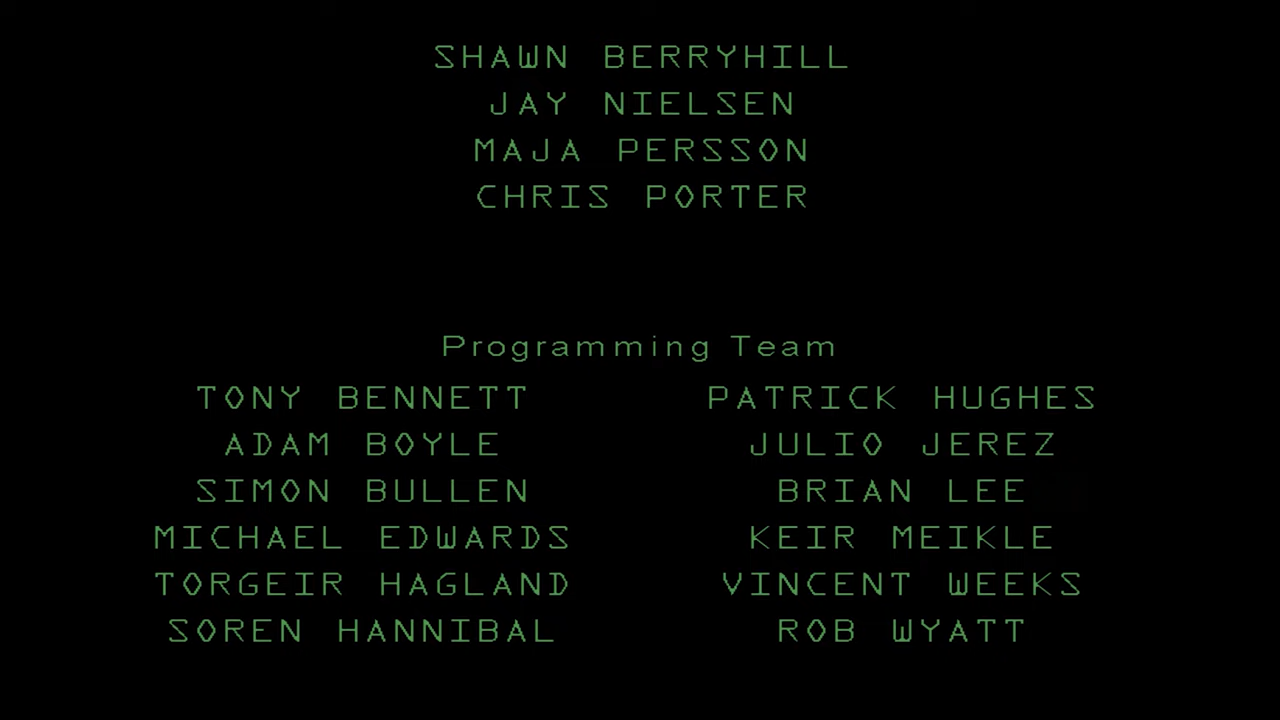 SHAWN BERRYHILL
JAY NIELSEN
MAJA PERSSON
CHRIS PORTER
Programming Team
TONY BENNETT
ADAM BOYLE
SIMON BULLEN
MICHAEL EDWARDS
TORGEIR HAGLAND
SOREN HANNIBAL
PATRICK HUGHES
JULIO JEREZ
BRIAN LEE
KEIR MEIKLE
VINCENT WEEKS
ROB WYATT